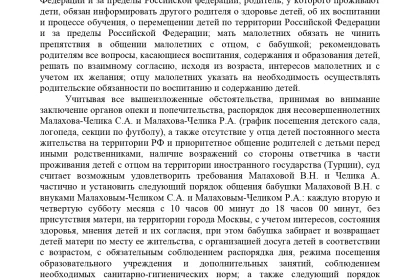 Федерации и за пределы Российской Федерации, родитель, у которого проживают
дети, обязан информировать другого родителя о здоровье детей, об их воспитании
и процессе обучения, о перемещении детей по территории Российской Федерации
и за пределы Российской Федерации; мать малолетних обязать не чинить
препятствия в общении малолетних с отцом, с бабушкой; рекомендовать
родителям все вопросы, касающиеся воспитания, содержания и образования детей,
решать по взаимному согласию, исходя из возраста, интересов малолетних и с
учетом их желания; отцу малолетних указать на необходимость осуществлять
родительские обязанности по воспитанию и содержанию детей.
Учитывая все вышеизложенные обстоятельства, принимая во внимание
заключение органов опеки и попечительства, распорядок дня несовершеннолетних
Малахова-Челика С.А. и Малахова-Челика Р.А. (график посещения детского сада,
логопеда, секции по футболу), а также отсутствие у отца детей постоянного места
жительства на территории РФ и приоритетное общение родителей с детьми перед
иными родственниками, наличие возражений со стороны ответчика в части
проживания детей с отцом на территории иностранного государства (Турции), суд
считает возможным удовлетворить требования Малаховой В.Н. и Челика А.
частично и установить следующий порядок общения бабушки Малаховой В.Н. с
внуками Малаховым-Челиком С.А. и Малаховым-Челиком Р.А.: каждую вторую и
четвертую субботу месяца с 10 часов 00 минут до 18 часов 00 минут, без
присутствия матери, на территории города Москвы, с учетом интересов, состояния
здоровья, мнения детей и их согласия, при этом бабушка забирает и возвращает
детей матери по месту ее жительства, с организацией досуга детей в соответствии
с возрастом, с обязательным соблюдением распорядка дня, режима посещения
образовательного учреждения и дополнительных занятий, соблюдением
необходимых санитарно-гигиенических норм; а также следующий порядок